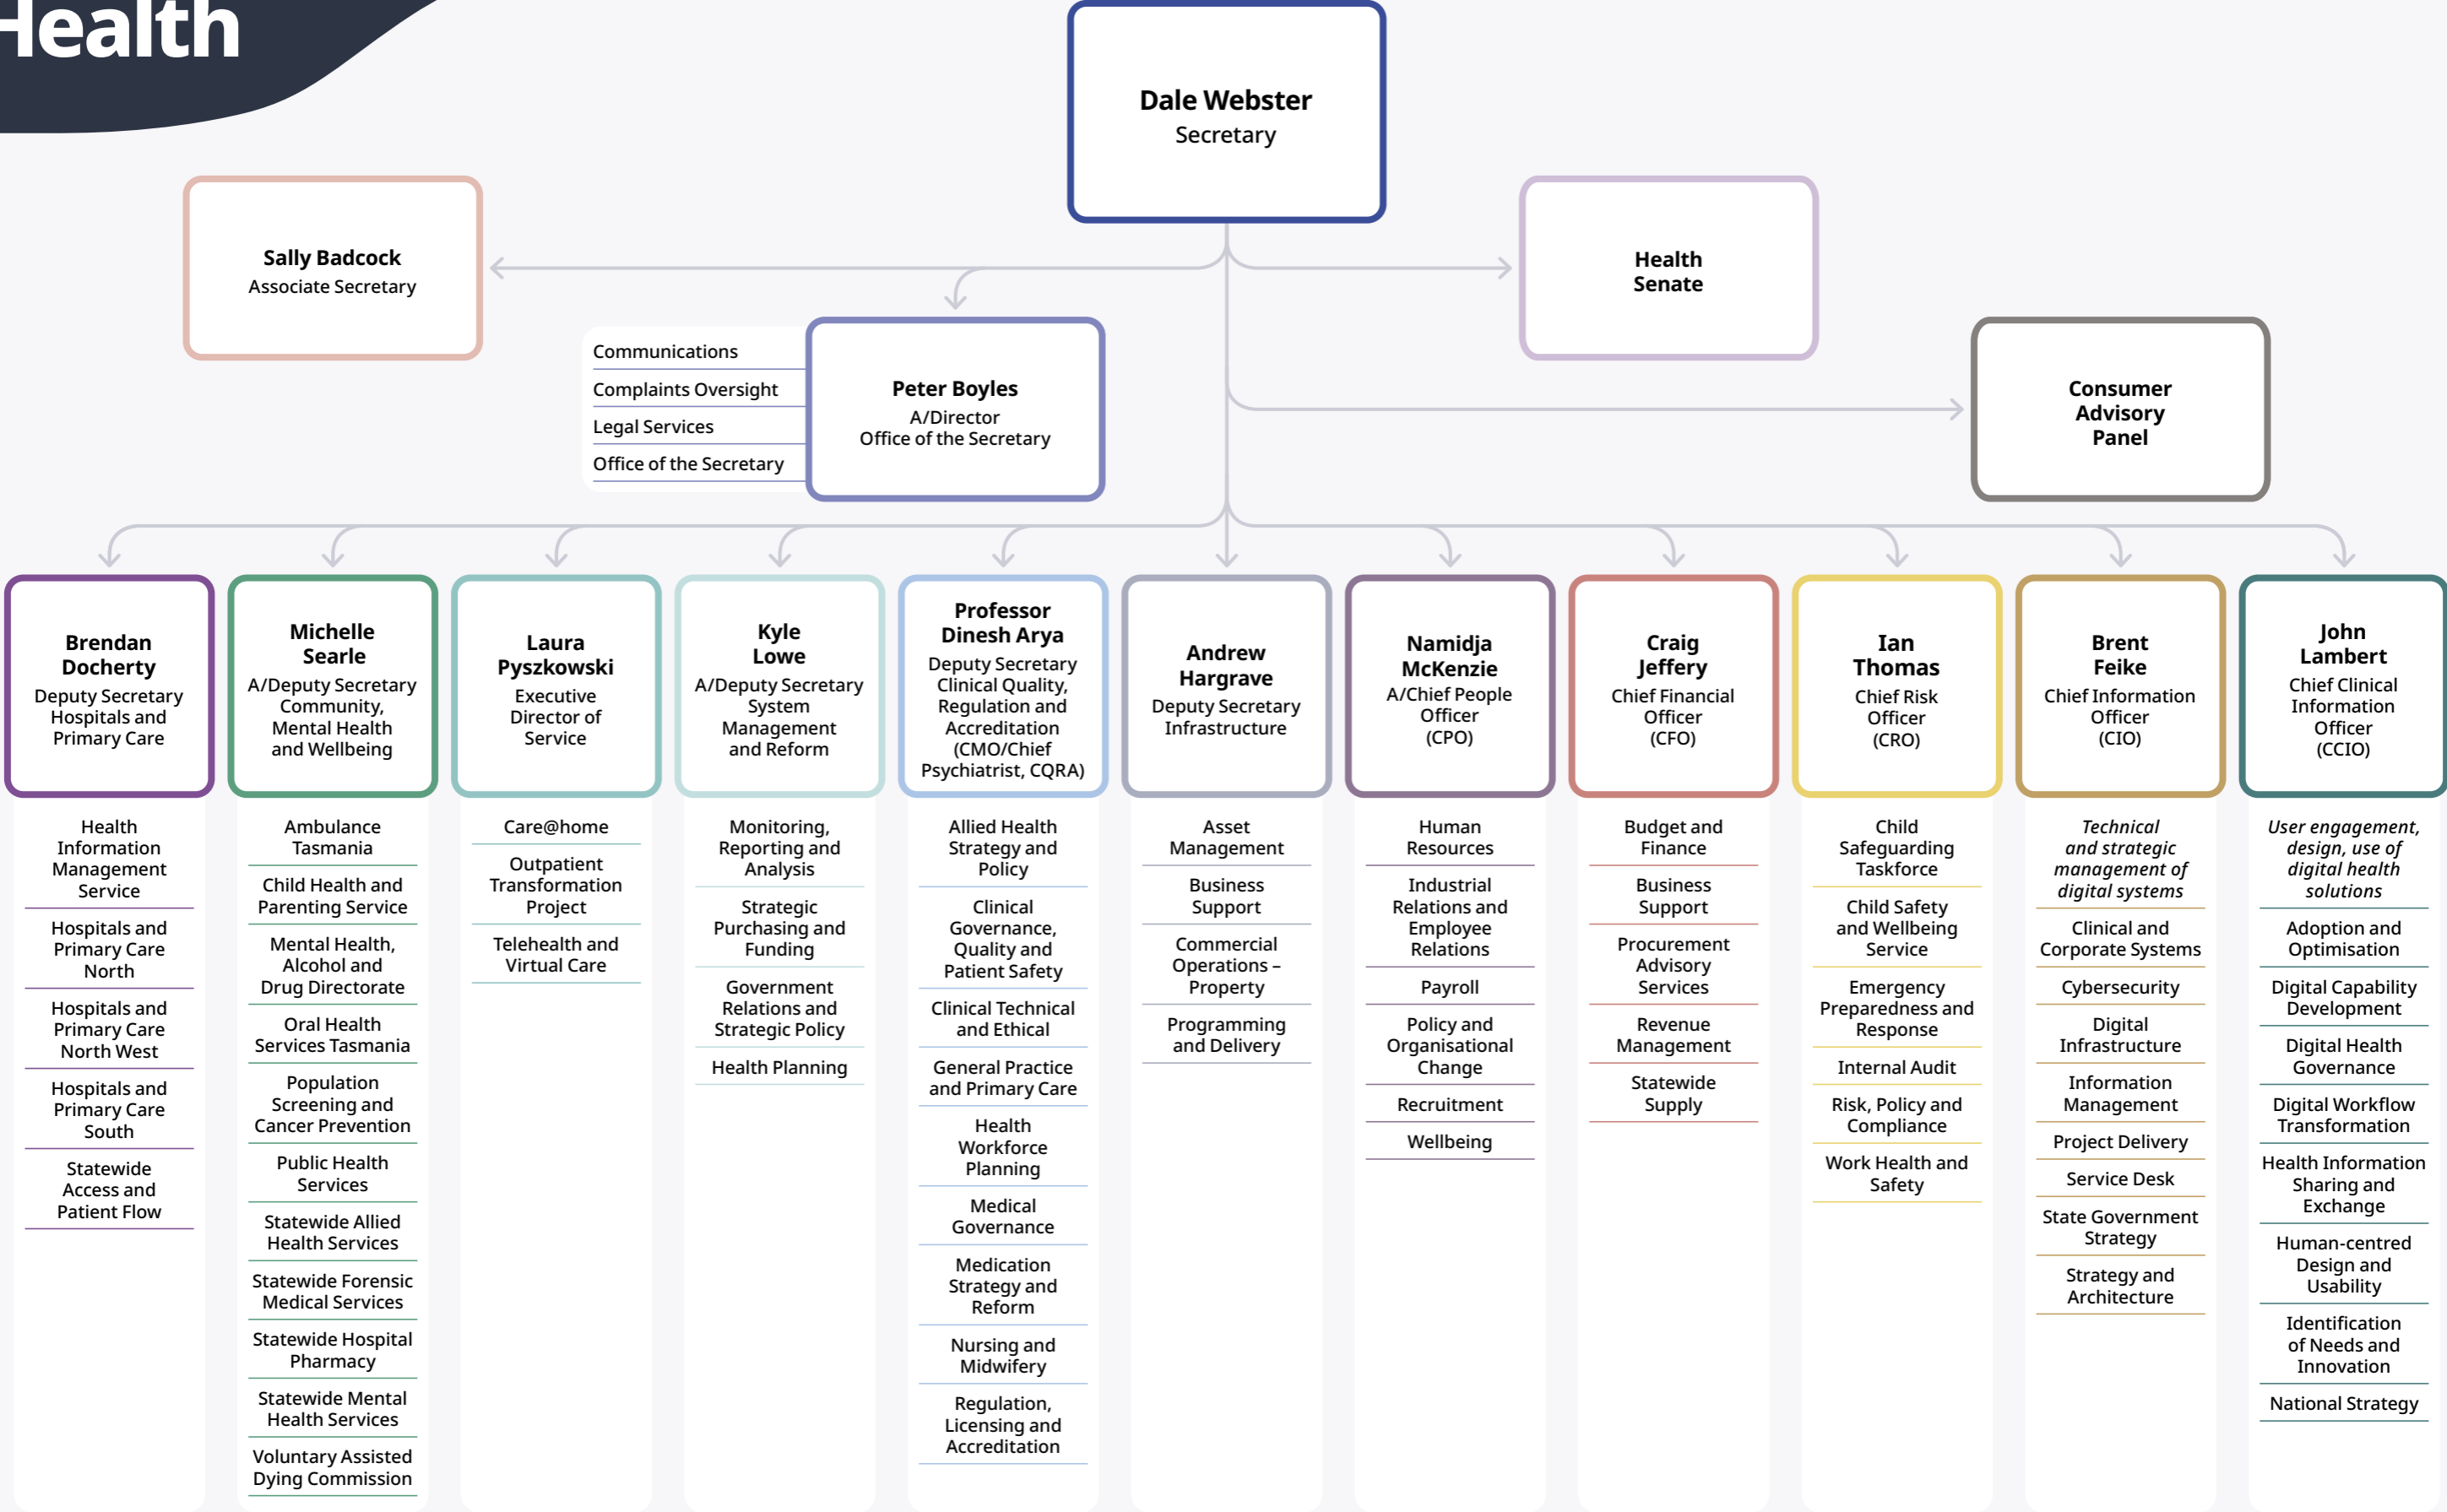 Health
Dale Webster
Secretary
Sally Badcock
Associate Secretary
Health
Senate
Communications
Complaints Oversight
Legal Services
Office of the Secretary
Peter Boyles
A/Director
Office of the Secretary
Consumer
Advisory
Panel
Brendan
Docherty
Deputy Secretary
Hospitals and
Primary Care
Health
Information
Management
Service
Hospitals and
Primary Care
North
Hospitals and
Primary Care
North West
Hospitals and
Primary Care
South
Statewide
Access and
Patient Flow
Michelle
Searle
A/Deputy Secretary
Community,
Mental Health
and Wellbeing
Ambulance
Tasmania
Child Health and
Parenting Service
Mental Health,
Alcohol and
Drug Directorate
Oral Health
Services Tasmania
Population
Screening and
Cancer Prevention
Public Health
Services
Statewide Allied
Health Services
Statewide Forensic
Medical Services
Statewide Hospital
Pharmacy
Statewide Mental
Health Services
Voluntary Assisted
Dying Commission
Laura
Pyszkowski
Executive
Director of
Service
Care@home
Outpatient
Transformation
Project
Telehealth and
Virtual Care
Kyle
Lowe
A/Deputy Secretary
System
Management
and Reform
Monitoring,
Reporting and
Analysis
Strategic
Purchasing and
Funding
Government
Relations and
Strategic Policy
Health Planning
Professor
Dinesh Arya
Deputy Secretary
Clinical Quality,
Regulation and
Accreditation
(CMO/Chief
Psychiatrist, CQRA)
Allied Health
Strategy and
Policy
Clinical
Governance,
Quality and
Patient Safety
Clinical Technical
and Ethical
General Practice
and Primary Care
Health
Workforce
Planning
Medical
Governance
Medication
Strategy and
Reform
Nursing and
Midwifery
Regulation,
Licensing and
Accreditation
Andrew
Hargrave
Deputy Secretary
Infrastructure
Asset
Management
Business
Support
Commercial
Operations –
Property
Programming
and Delivery
Namidja
McKenzie
A/Chief People
Officer
(CPO)
Human
Resources
Industrial
Relations and
Employee
Relations
Payroll
Policy and
Organisational
Change
Recruitment
Wellbeing
Craig
Jeffery
Chief Financial
Officer
(CFO)
Budget and
Finance
Business
Support
Procurement
Advisory
Services
Revenue
Management
Statewide
Supply
Ian
Thomas
Chief Risk
Officer
(CRO)
Child
Safeguarding
Taskforce
Child Safety
and Wellbeing
Service
Emergency
Preparedness and
Response
Internal Audit
Risk, Policy and
Compliance
Work Health and
Safety
Brent
Feike
Chief Information
Officer
(CIO)
Technical
and strategic
management of
digital systems
Clinical and
Corporate Systems
Cybersecurity
Digital
Infrastructure
Information
Management
Project Delivery
Service Desk
State Government
Strategy
Strategy and
Architecture
John
Lambert
Chief Clinical
Information
Officer
(CCIO)
User engagement,
design, use of
digital health
solutions
Adoption and
Optimisation
Digital Capability
Development
Digital Health
Governance
Digital Workflow
Transformation
Health Information
Sharing and
Exchange
Human-centred
Design and
Usability
Identification
of Needs and
Innovation
National Strategy